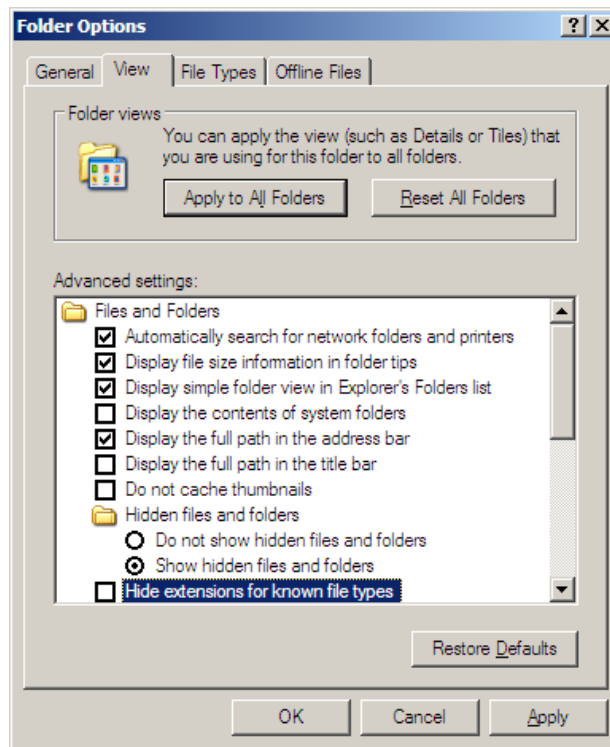 Folder Options
General
View
File Types
Offline Files
Folder views
You can apply the view (such as Details or Tiles) that
you are using for this folder to all folders.
Apply to All Folders
Reset All Folders
Advanced settings:
Files and Folders
Automatically search for network folders and printers
Display file size information in folder tips
Display simple folder view in Explorer's Folders list
Display the contents of system folders
Display the full path in the address bar
Display the full path in the title bar
Do not cache thumbnails
Hidden files and folders
Do not show hidden files and folders
Show hidden files and folders
Hide extensions for known file types
Restore Defaults
OK
Cancel
Apply